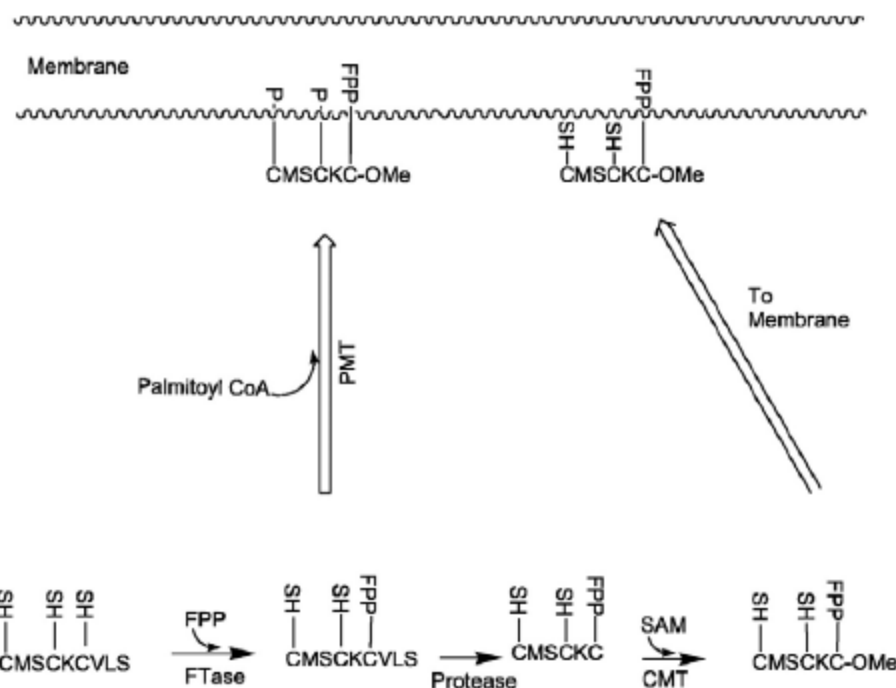 Membrane
P P FPP
CMSCKC-OMe
FPP
SH SH
CMSCKC-OMe
To
Membrane
PMT
Palmitoyl CoA
SH SH SH
CMSCKCVLS
FPP
FTase
SH SH FPP
CMSCKCVLS
Protease
SH SH FPP
CMSCKC
SAM
CMT
SH SH FPP
CMSCKC-OMe